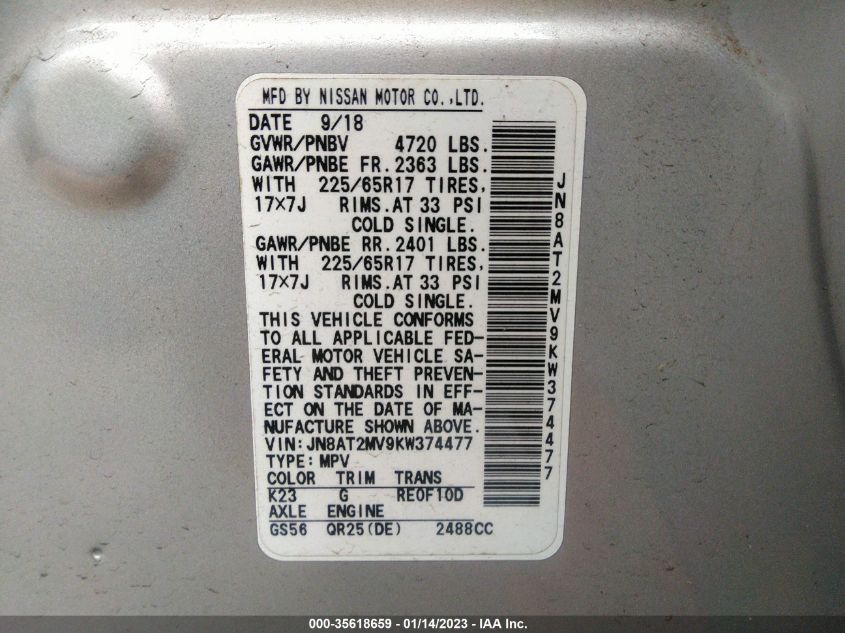 MFD BY NISSAN MOTOR CO.,LTD.
DATE 9/18
GVWR/PNBV 4720 LBS.
GAWR/PNBE FR. 2363 LBS.
WITH 225/65R17 TIRES,
17×7J RIMS. AT 33 PSI
COLD SINGLE.
GAWR/PNBE RR. 2401 LBS.
WITH 225/65R17 TIRES,
17×7J RIMS. AT 33 PSI
COLD SINGLE.
THIS VEHICLE CONFORMS
TO ALL APPLICABLE FED-
ERAL MOTOR VEHICLE SA-
FETY AND THEFT PREVEN-
TION STANDARDS IN EFF-
ECT ON THE DATE OF MA-
NUFACTURE SHOWN ABOVE.
VIN:JN8AT2MV9KW374477
TYPE:MPV
COLOR TRIM TRANS
K23 G RE0F10D
AXLE ENGINE
GS56 QR25(DE) 2488CC
JN8AT2MV9KW374477
000-35618659 - 01/14/2023 - IAA Inc.